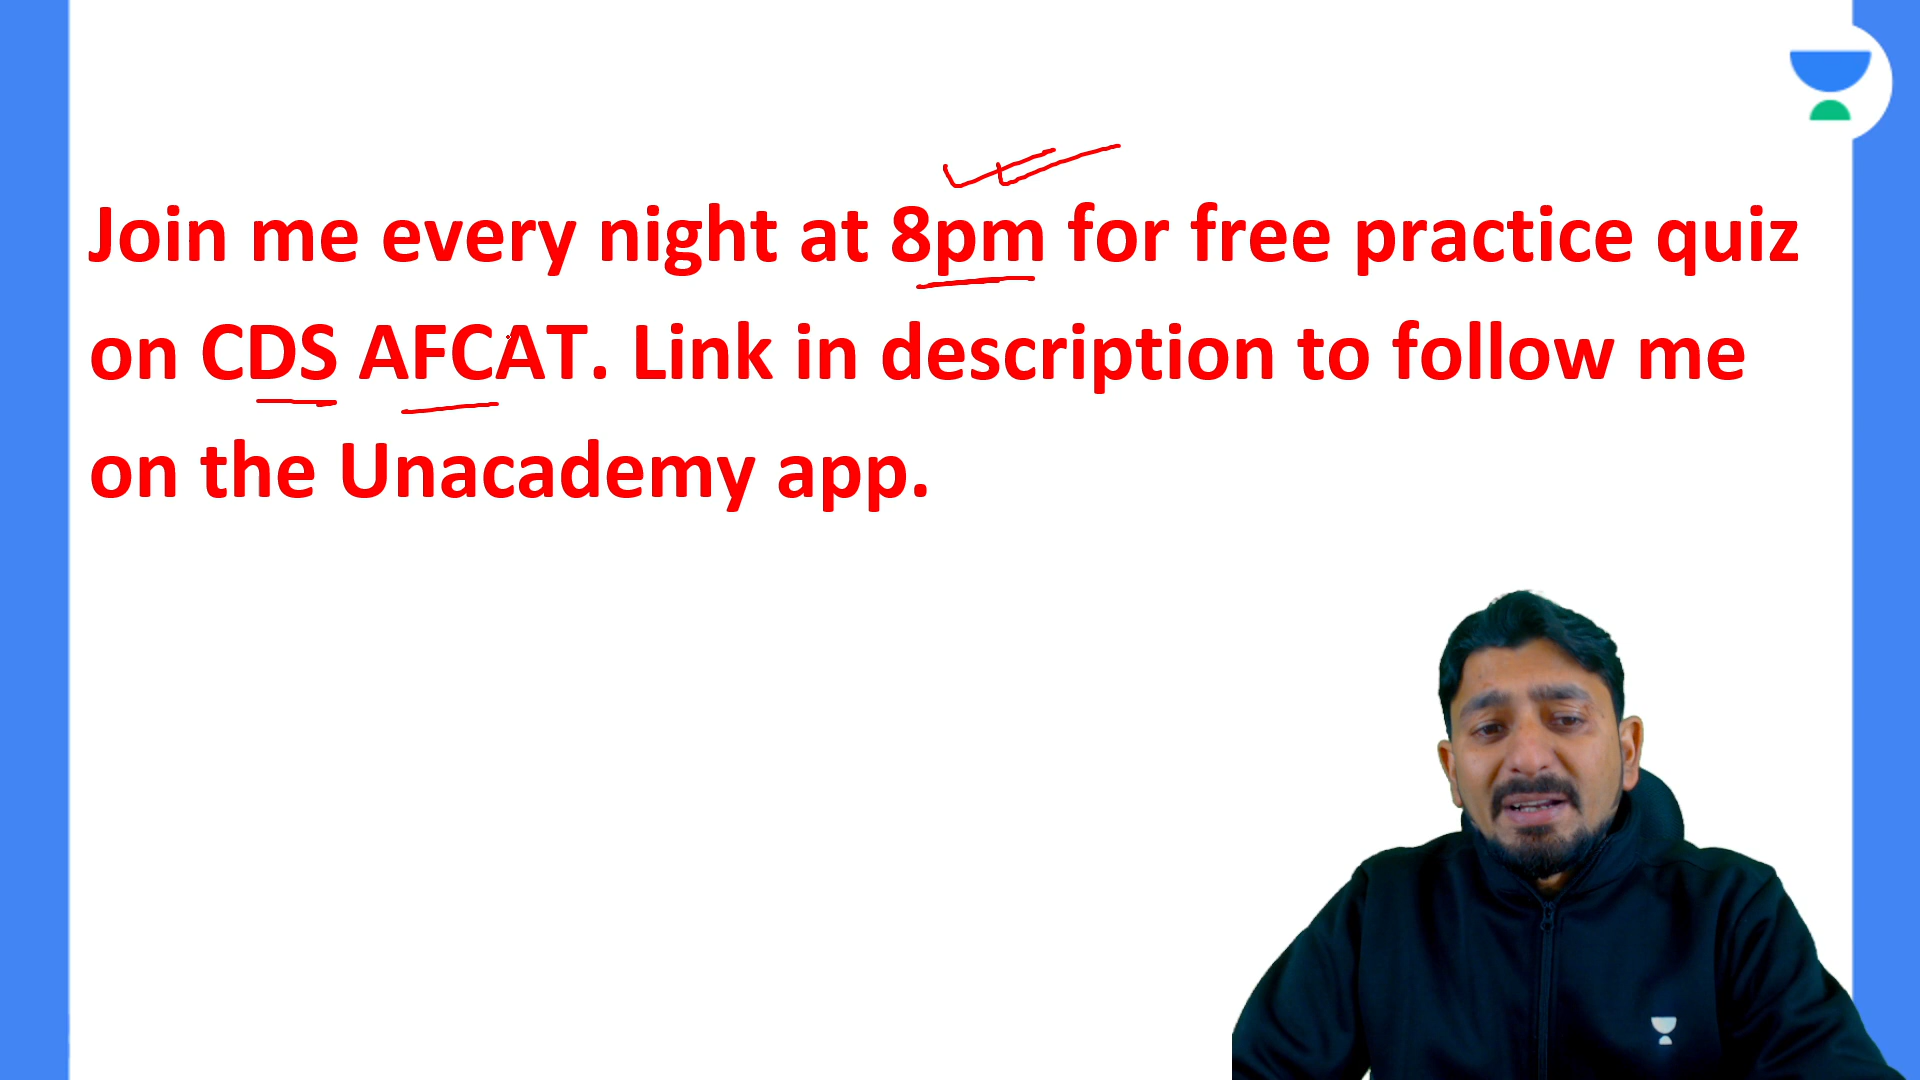 Join me every night at 8pm for free practice quiz
on CDS AFCAT. Link in description to follow me
on the Unacademy app.